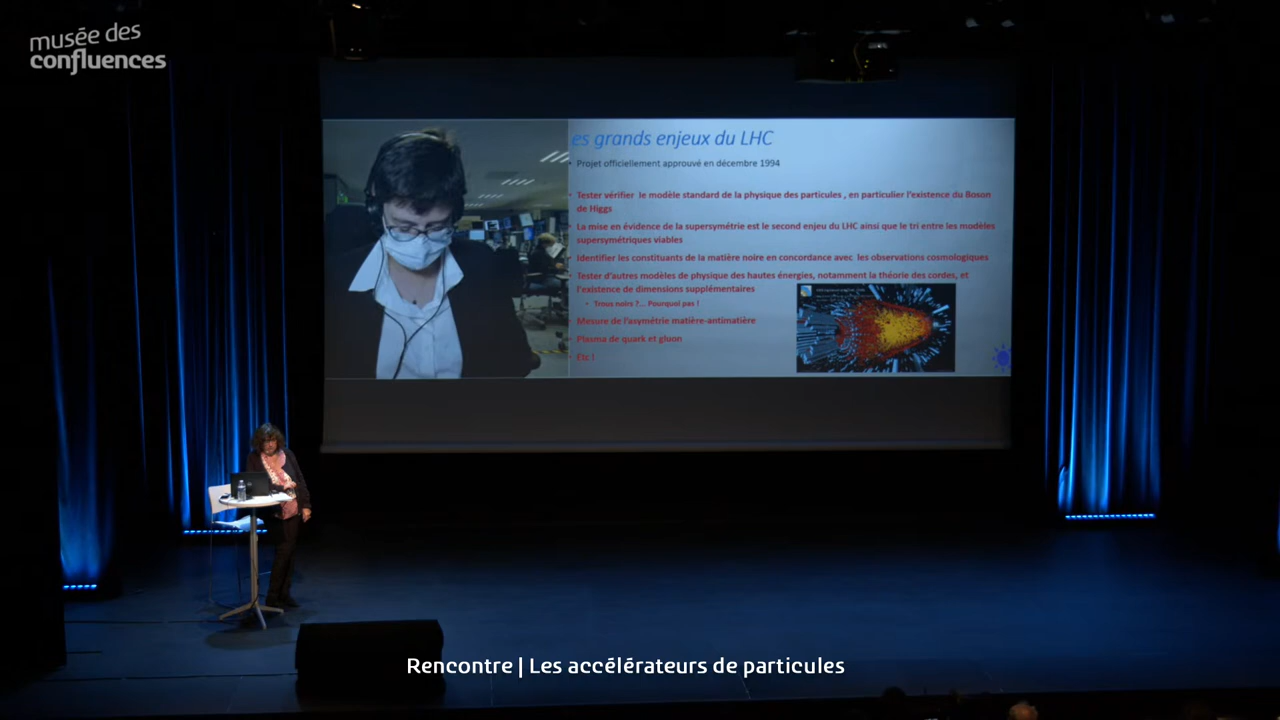 musée des
confluences
es grands enjeux du LHC
Projet officiellement approuvé en décembre 1994
• Tester vérifier le modèle standard de la physique des particules , en particulier l'existence du Boson
de Higgs
• La mise en évidence de la supersymétrie est le second enjeu du LHC ainsi que le tri entre les modèles
supersymétriques viables
• Identifier les constituants de la matière noire en concordance avec les observations cosmologiques
• Tester d'autres modèles de physique des hautes énergies, notamment la théorie des cordes, et
l'existence de dimensions supplémentaires
• Trous noirs ?... Pourquoi pas !
• Mesure de l'asymétrie matière-antimatière
• Plasma de quark et gluon
• Etc !
Rencontre | Les accélérateurs de particules